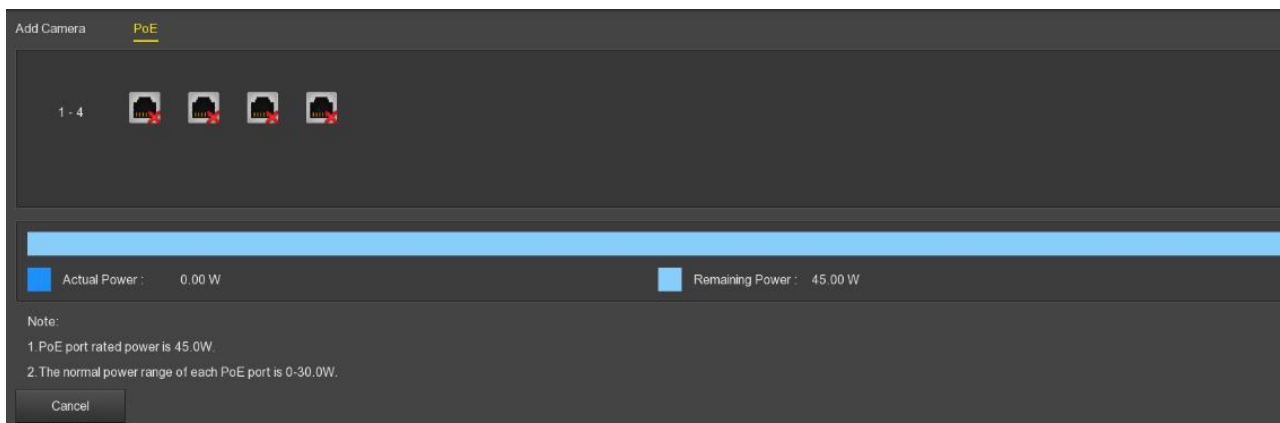 Add Camera PoE
1 - 4
Actual Power : 0.00 W Remaining Power : 45.00 W
Note:
1.PoE port rated power is 45.0W.
2.The normal power range of each PoE port is 0-30.0W.
Cancel